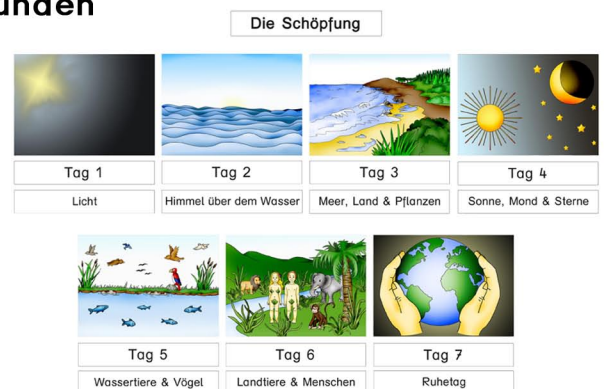 unden
Die Schöpfung
Tag 1
Tag 2
Tag 3
Tag 4
Licht
Himmel über dem Wasser
Meer, Land & Pflanzen
Sonne, Mond & Sterne
Tag 5
Tag 6
Tag 7
Wassertiere & Vögel
Landtiere & Menschen
Ruhetag